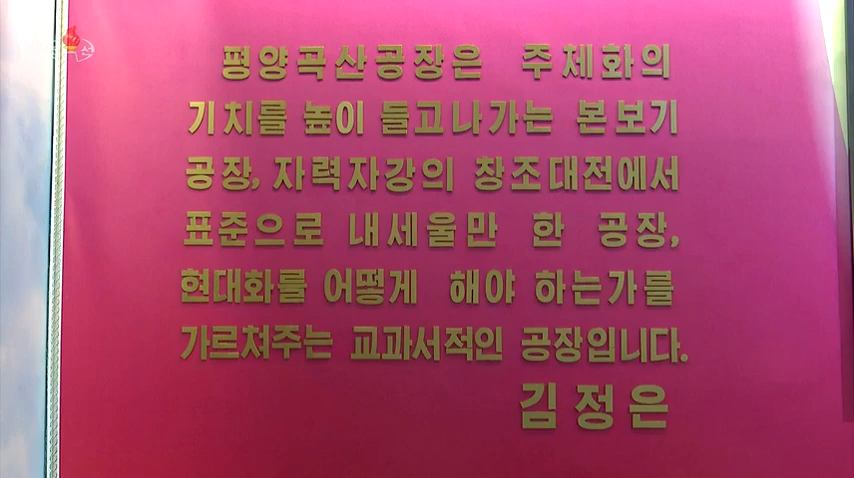 평양곡산공장은 주체화의
기치를 높이 들고나가는 본보기
공장, 자력자강의 창조대전에서
표준으로 내세울만 한 공장,
현대화를 어떻게 해야 하는가를
가르쳐주는 교과서적인 공장입니다.
김정은